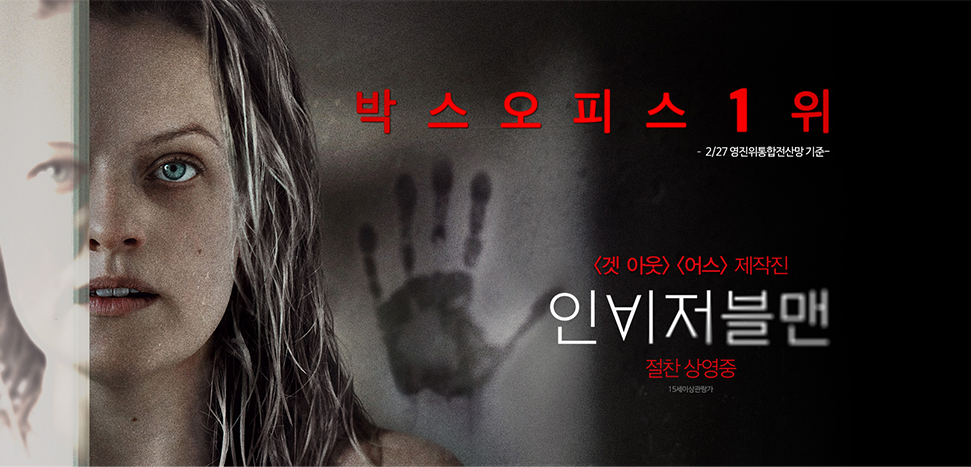 박스오피스 1위
- 2/27 영진위통합전산망 기준-
<겟 아웃> <어스> 제작진
인비저블맨
절찬 상영중
15세이상관람가